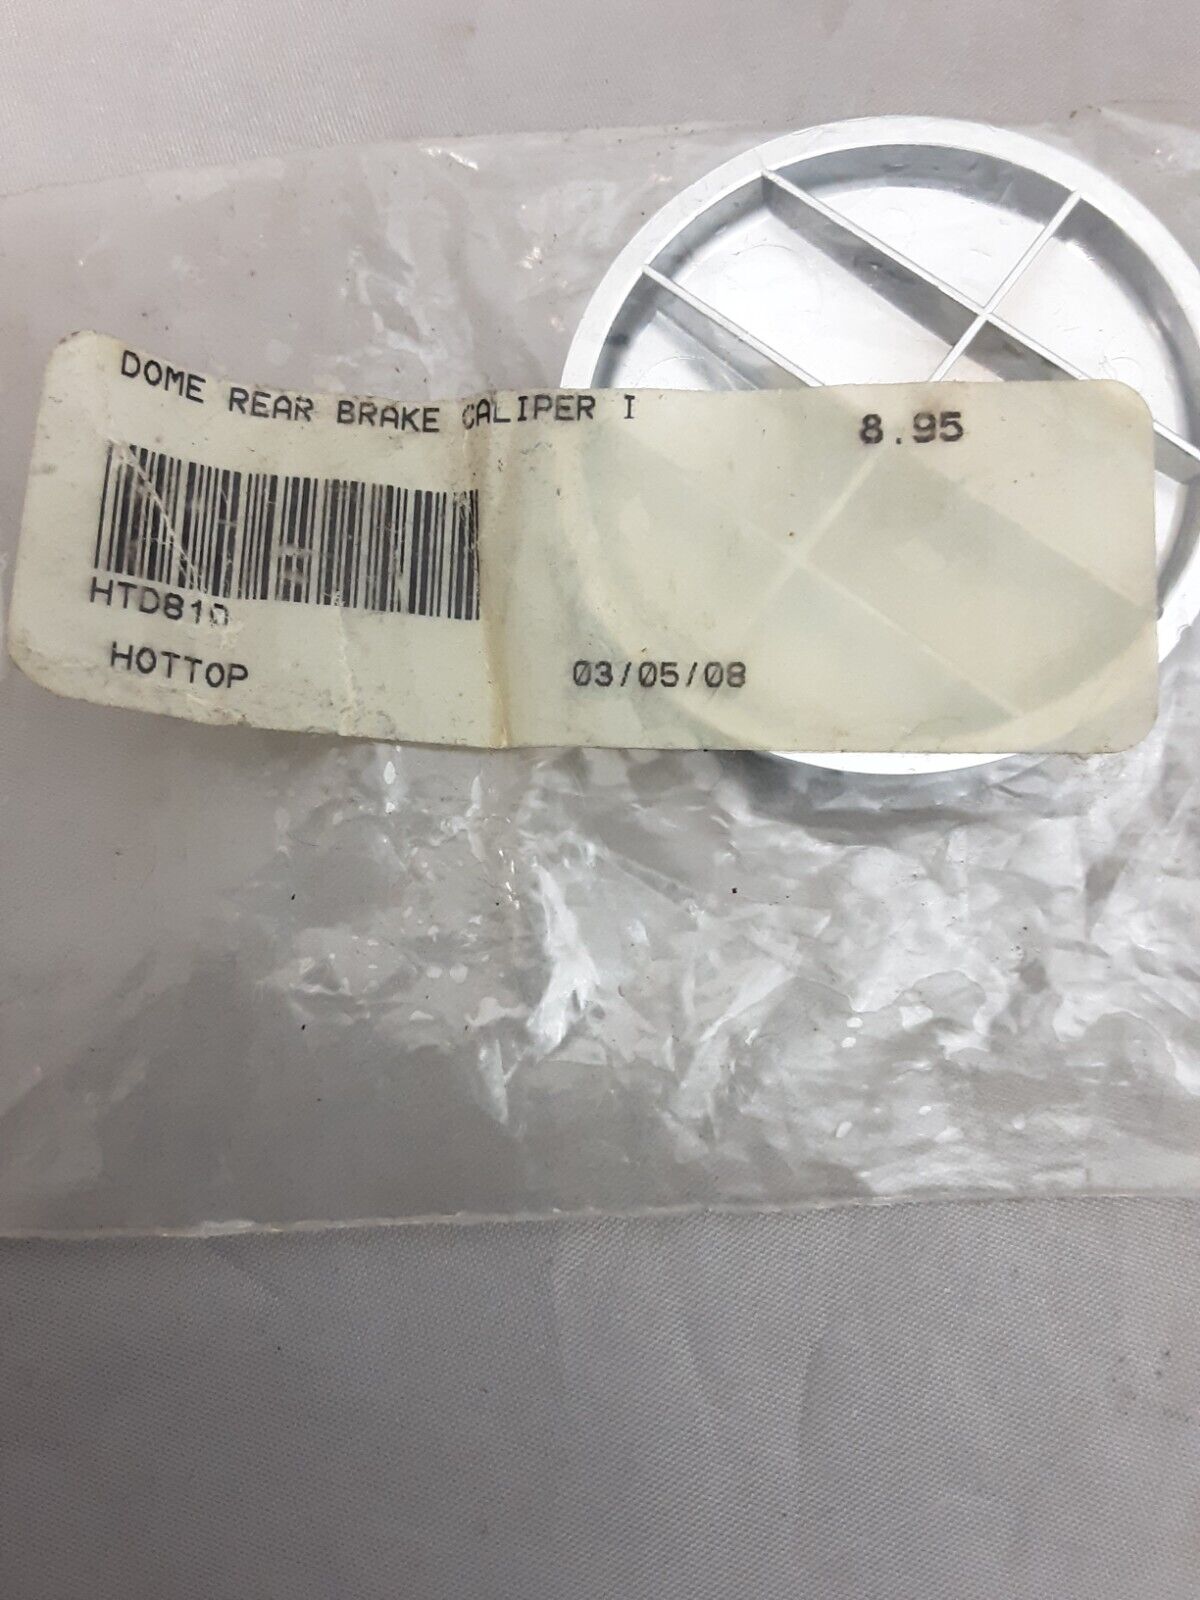 DOME REAR BRAKE CALIPER I
8.95
HTD810
HOTTOP
03/05/08